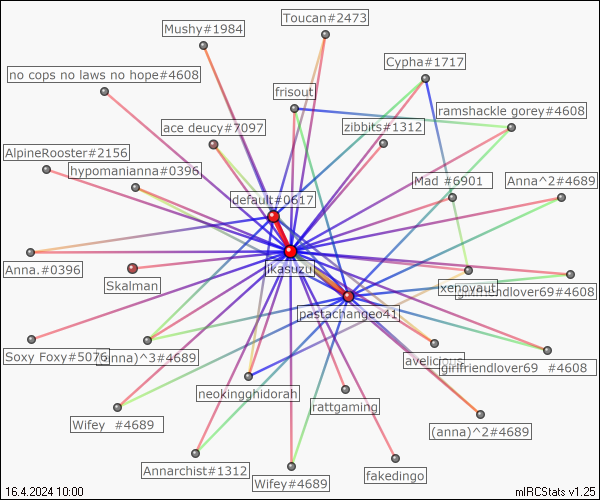 Toucan#2473
Mushy#1984
Cypha#1717
no cops no laws no hope#4608
frisout
ramshackle gorey#4608
ace deucy#7097
zibbits#1312
AlpineRooster#2156
hypomanianna#0396
Mad #6901
Anna^2#4689
default#0617
Anna.#0396
ikasuzu
Skalman
xenovaut
girlfriendlover69#4608
pastachangeo41
Soxy Foxy#5076
(anna)^3#4689
avelicious
girlfriendlover69 #4608
neokingghidorah
irattgaming
Wifey #4689
(anna)^2#4689
Annarchist#1312
Wifey#4689
fakedingo
16.4.2024 10:00
mIRCStats v1.25